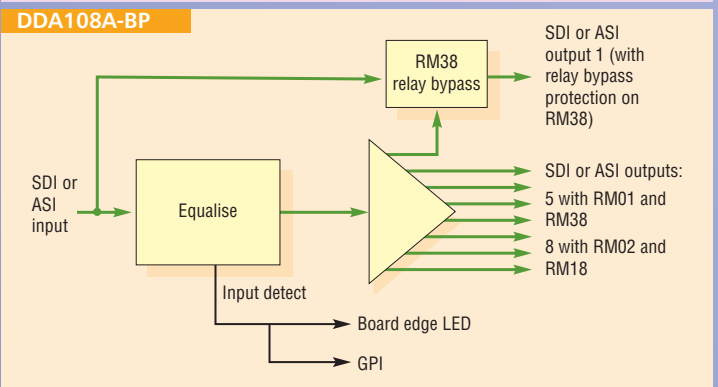 DDA108A-BP
SDI or ASI
output 1 (with
relay bypass
protection on
RM38)
RM38
relay bypass
SDI or
ASI
input
Equalise
SDI or ASI outputs:
5 with RM01 and
RM38
8 with RM02 and
RM18
Input detect
Board edge LED
GPI